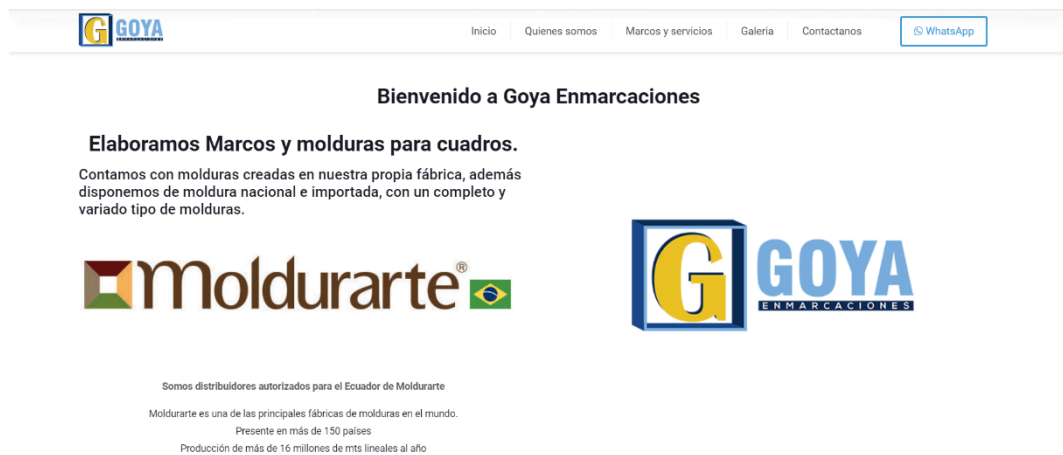 GOYA
ENMARCACIONES
Inicio
Quienes somos
Marcos y servicios
Galeria
Contactanos
WhatsApp
Bienvenido a Goya Enmarcaciones
Elaboramos Marcos y molduras para cuadros.
Contamos con molduras creadas en nuestra propia fábrica, además
disponemos de moldura nacional e importada, con un completo y
variado tipo de molduras.
moldurarte®
G GOYA
ENMARCACIONES
Somos distribuidores autorizados para el Ecuador de Moldurarte
Moldurarte es una de las principales fábricas de molduras en el mundo.
Presente en más de 150 países
Producción de más de 16 millones de mts lineales al año